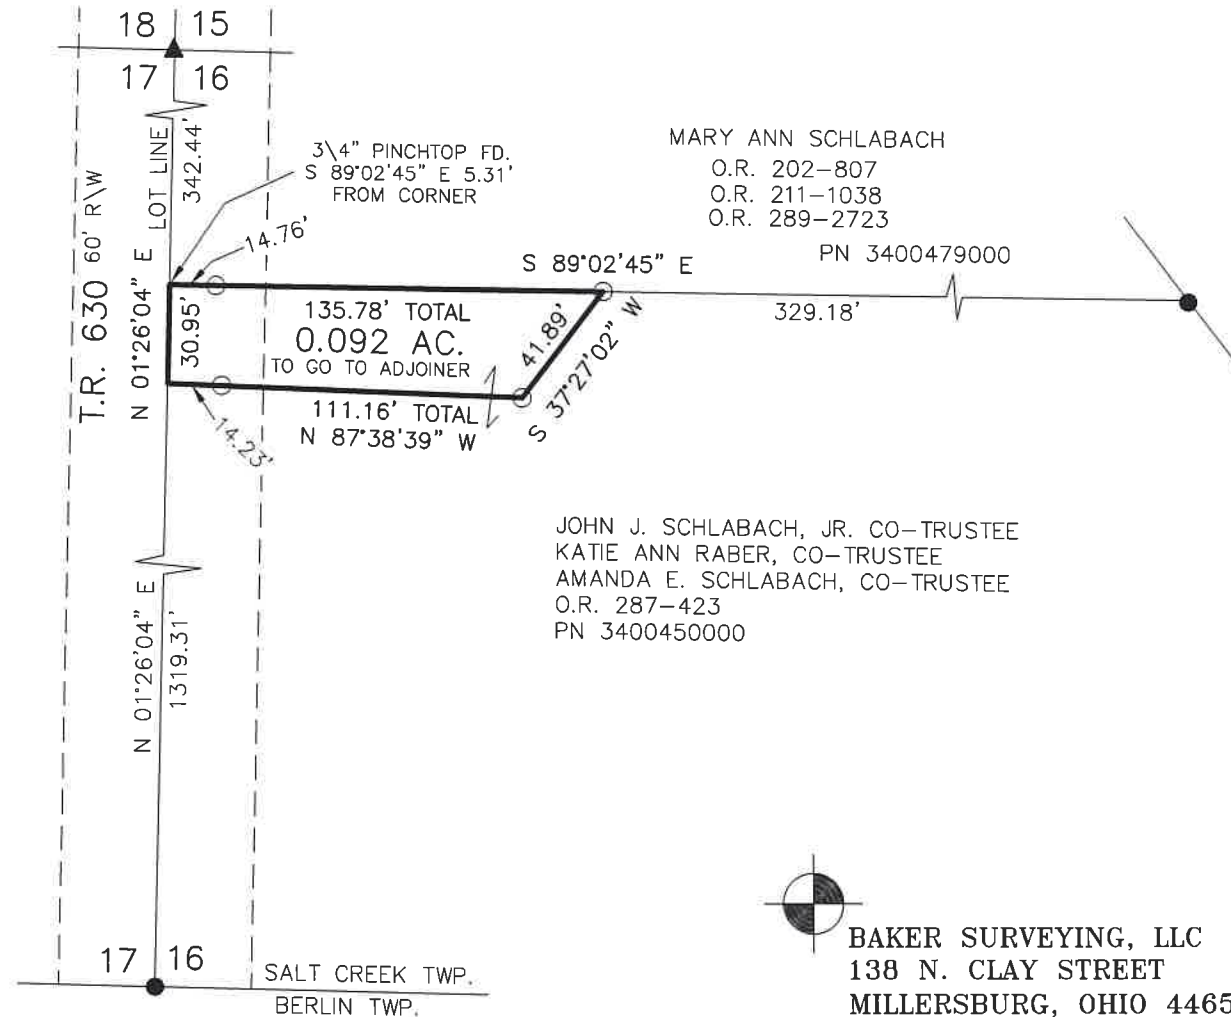 18 15
17 16
3\4" PINCHTOP FD.
S 89°02'45" E 5.31'
FROM CORNER
MARY ANN SCHLABACH
O.R. 202-807
O.R. 211-1038
O.R. 289-2723
PN 3400479000
LOT LINE
342.44'
T.R. 630 60' R\W
N 01°26'04" E
14.76'
S 89°02'45" E
329.18'
30.95'
135.78' TOTAL
0.092 AC.
TO GO TO ADJOINER
41.89'
S 37°27'02" W
111.16' TOTAL
N 87°38'39" W
14.23'
JOHN J. SCHLABACH, JR. CO-TRUSTEE
KATIE ANN RABER, CO-TRUSTEE
AMANDA E. SCHLABACH, CO-TRUSTEE
O.R. 287-423
PN 3400450000
N 01°26'04" E
1319.31'
17 16
SALT CREEK TWP.
BERLIN TWP.
BAKER SURVEYING, LLC
138 N. CLAY STREET
MILLERSBURG, OHIO 4465